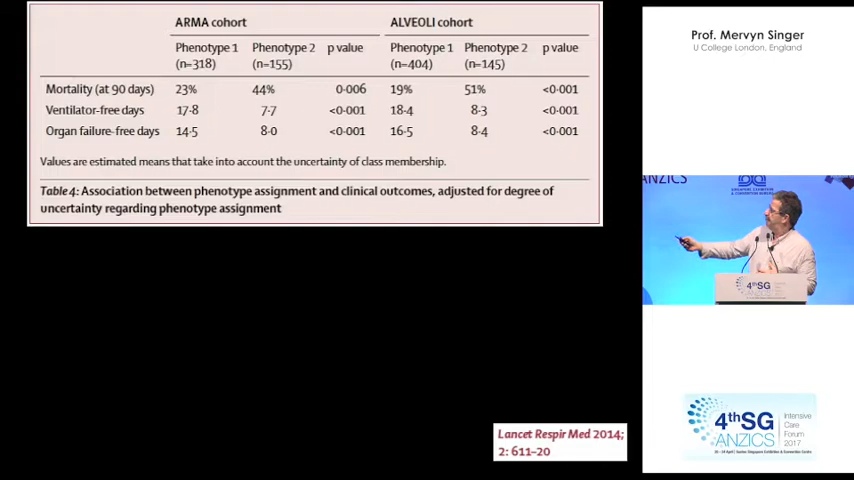 ARMA cohort ALVEOLI cohort
Phenotype 1 (n=318) Phenotype 2 (n=155) p value Phenotype 1 (n=404) Phenotype 2 (n=145) p value
Mortality (at 90 days) 23% 44% 0·006 19% 51% <0·001
Ventilator-free days 17·8 7·7 <0·001 18·4 8·3 <0·001
Organ failure-free days 14·5 8·0 <0·001 16·5 8·4 <0·001
Values are estimated means that take into account the uncertainty of class membership.
Table 4: Association between phenotype assignment and clinical outcomes, adjusted for degree of
uncertainty regarding phenotype assignment
Lancet Respir Med 2014;
2: 611–20
Prof. Mervyn Singer
U College London, England
ANZICS
4th SG
4th SG
ANZICS
Intensive
Care
Forum
2017